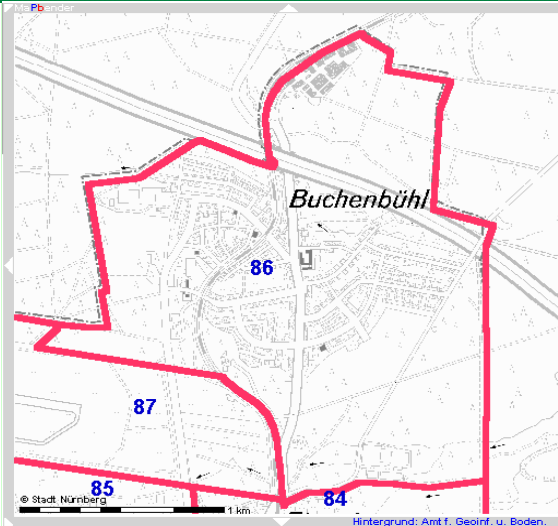 MaPbender
Buchenbühl
86
87
85
84
© Stadt Nürnberg
1 km
Hintergrund: Amt f. Geoinf. u. Boden.